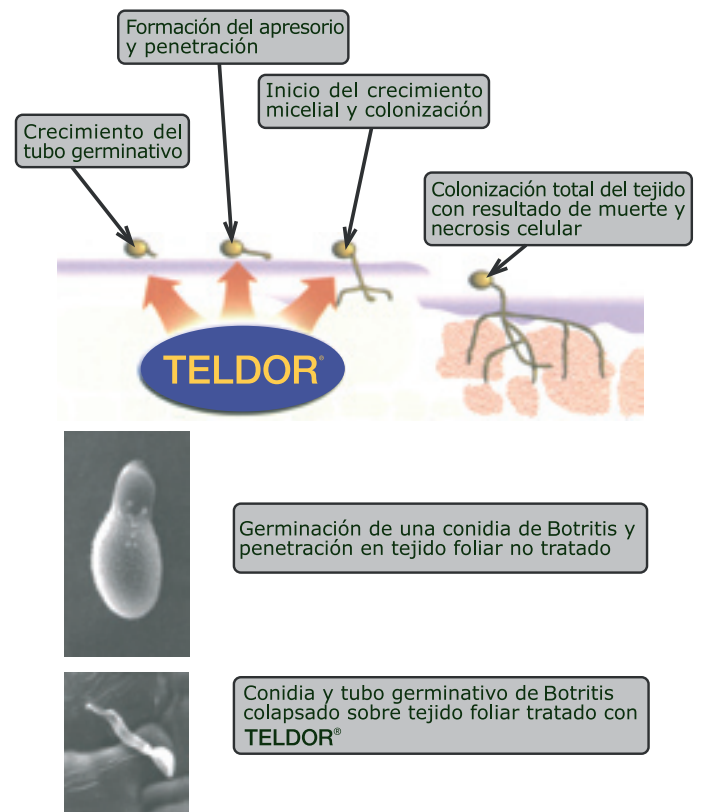 Formación del apresorio
y penetración
Inicio del crecimiento
micelial y colonización
Crecimiento del
tubo germinativo
Colonización total del tejido
con resultado de muerte y
necrosis celular
TELDOR®
Germinación de una conidia de Botritis y
penetración en tejido foliar no tratado
Conidia y tubo germinativo de Botritis
colapsado sobre tejido foliar tratado con
TELDOR®